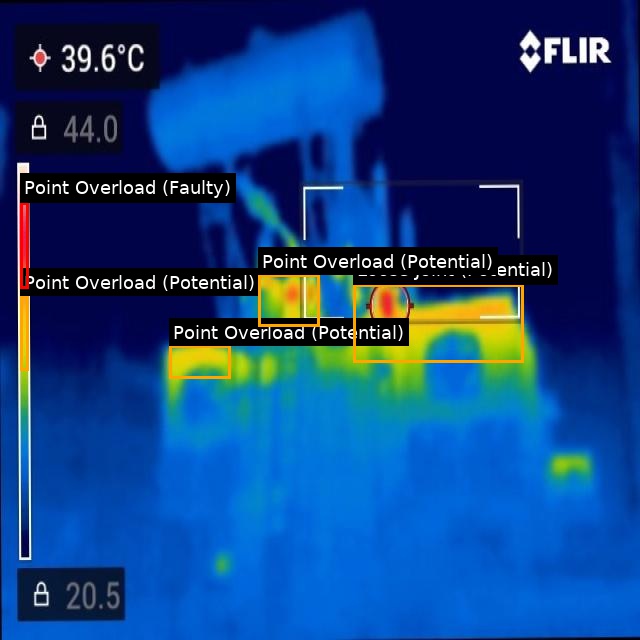 39.6°C
FLIR
44.0
Point Overload (Faulty)
Point Overload (Potential)
Point Overload (Potential)
Point Overload (Potential)
20.5